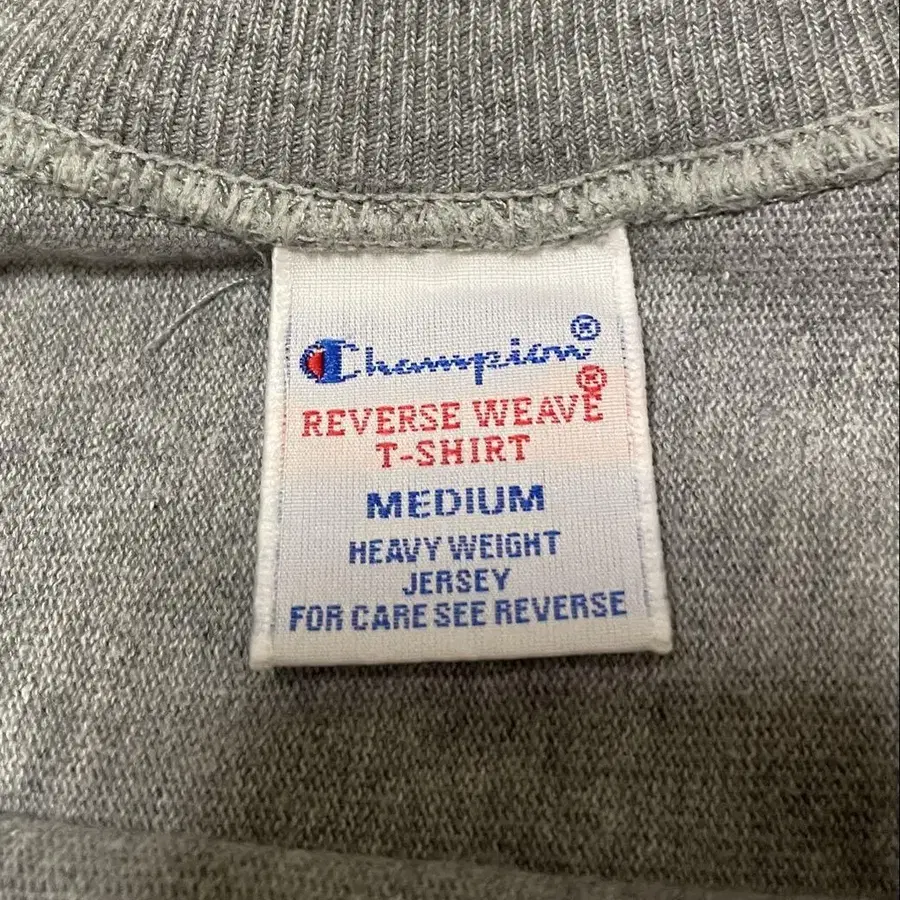 Champion®
REVERSE WEAVE®
T-SHIRT
MEDIUM
HEAVY WEIGHT
JERSEY
FOR CARE SEE REVERSE